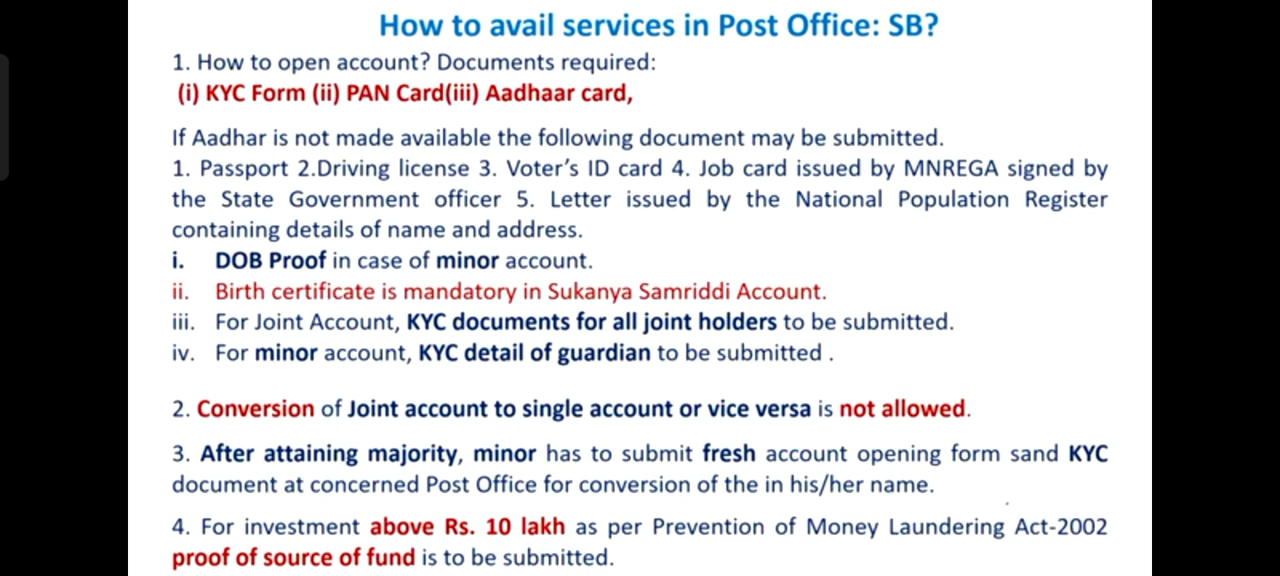 How to avail services in Post Office: SB?
1. How to open account? Documents required:
(i) KYC Form (ii) PAN Card(iii) Aadhaar card,
If Aadhar is not made available the following document may be submitted.
1. Passport 2.Driving license 3. Voter's ID card 4. Job card issued by MNREGA signed by
the State Government officer 5. Letter issued by the National Population Register
containing details of name and address.
i. DOB Proof in case of minor account.
ii. Birth certificate is mandatory in Sukanya Samriddi Account.
iii. For Joint Account, KYC documents for all joint holders to be submitted.
iv. For minor account, KYC detail of guardian to be submitted .
2. Conversion of Joint account to single account or vice versa is not allowed.
3. After attaining majority, minor has to submit fresh account opening form sand KYC
document at concerned Post Office for conversion of the in his/her name.
4. For investment above Rs. 10 lakh as per Prevention of Money Laundering Act-2002
proof of source of fund is to be submitted.